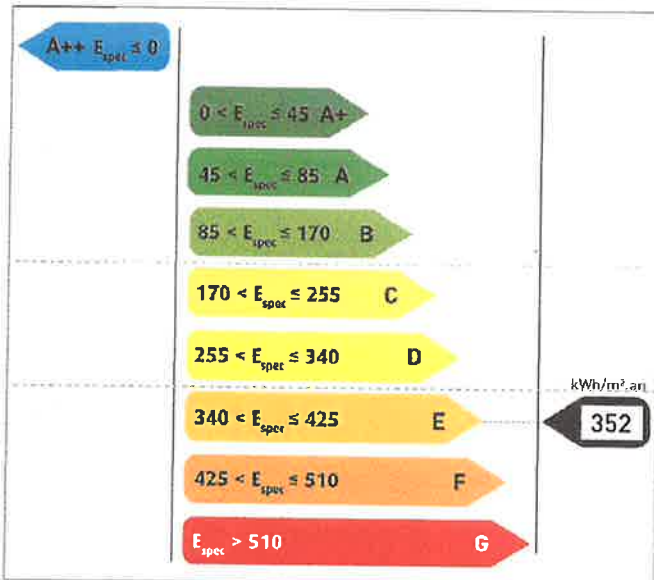 A++ Espec ≤ 0
0 < Espec ≤ 45 A+
45 < Espec ≤ 85 A
85 < Espec ≤ 170 B
170 < Espec ≤ 255 C
255 < Espec ≤ 340 D
kWh/m².an
340 < Espec ≤ 425 E
352
425 < Espec ≤ 510 F
Espec > 510 G